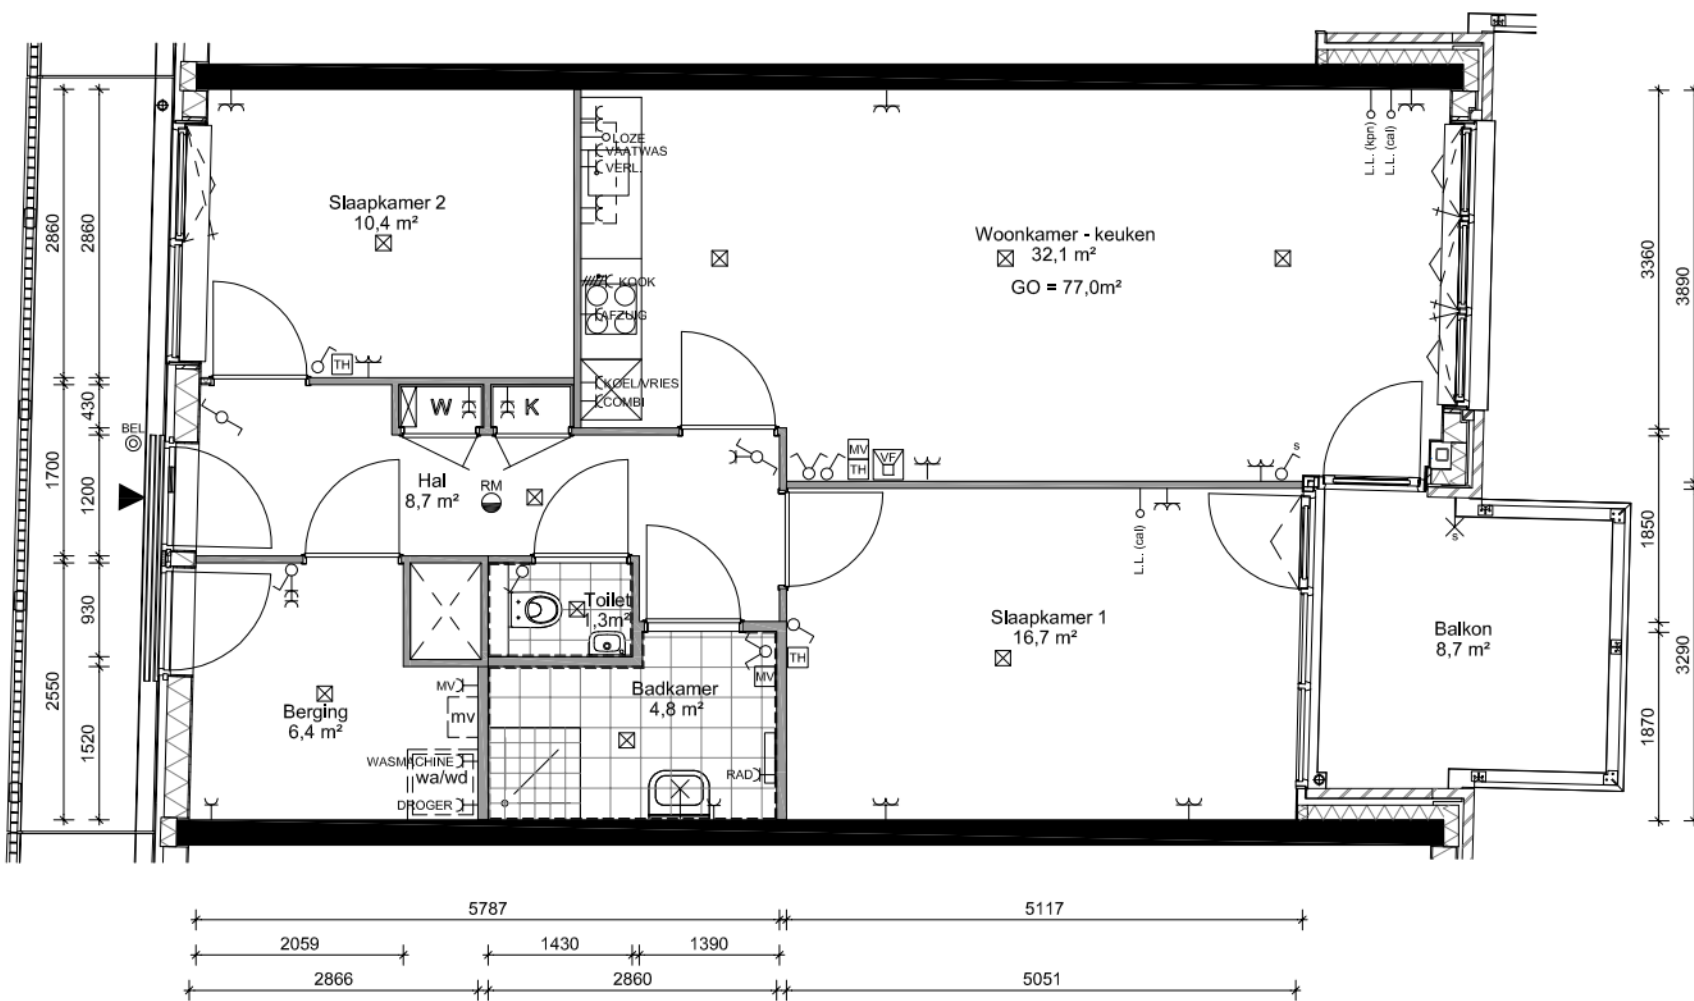 LOZE
VAATWAS
VERL.
L.L. (kpn)
L.L. (cal)
Slaapkamer 2
10,4 m²
Woonkamer - keuken
32,1 m²
GO = 77,0m²
KOOK
AFZUIG
TH
KOEL/VRIES
COMBI
W
K
BEL
Hal
8,7 m²
RM
MV
TH
VF
s
L.L. (cal)
s
Toilet
1,3m²
Slaapkamer 1
16,7 m²
Balkon
8,7 m²
TH
MV
Badkamer
4,8 m²
MV
mv
Berging
6,4 m²
WASMACHINE
wa/wd
DROGER
RAD
2860
2860
430
1700
1200
930
2550
1520
3360
3890
1850
3290
1870
5787
5117
2059
1430
1390
2866
2860
5051